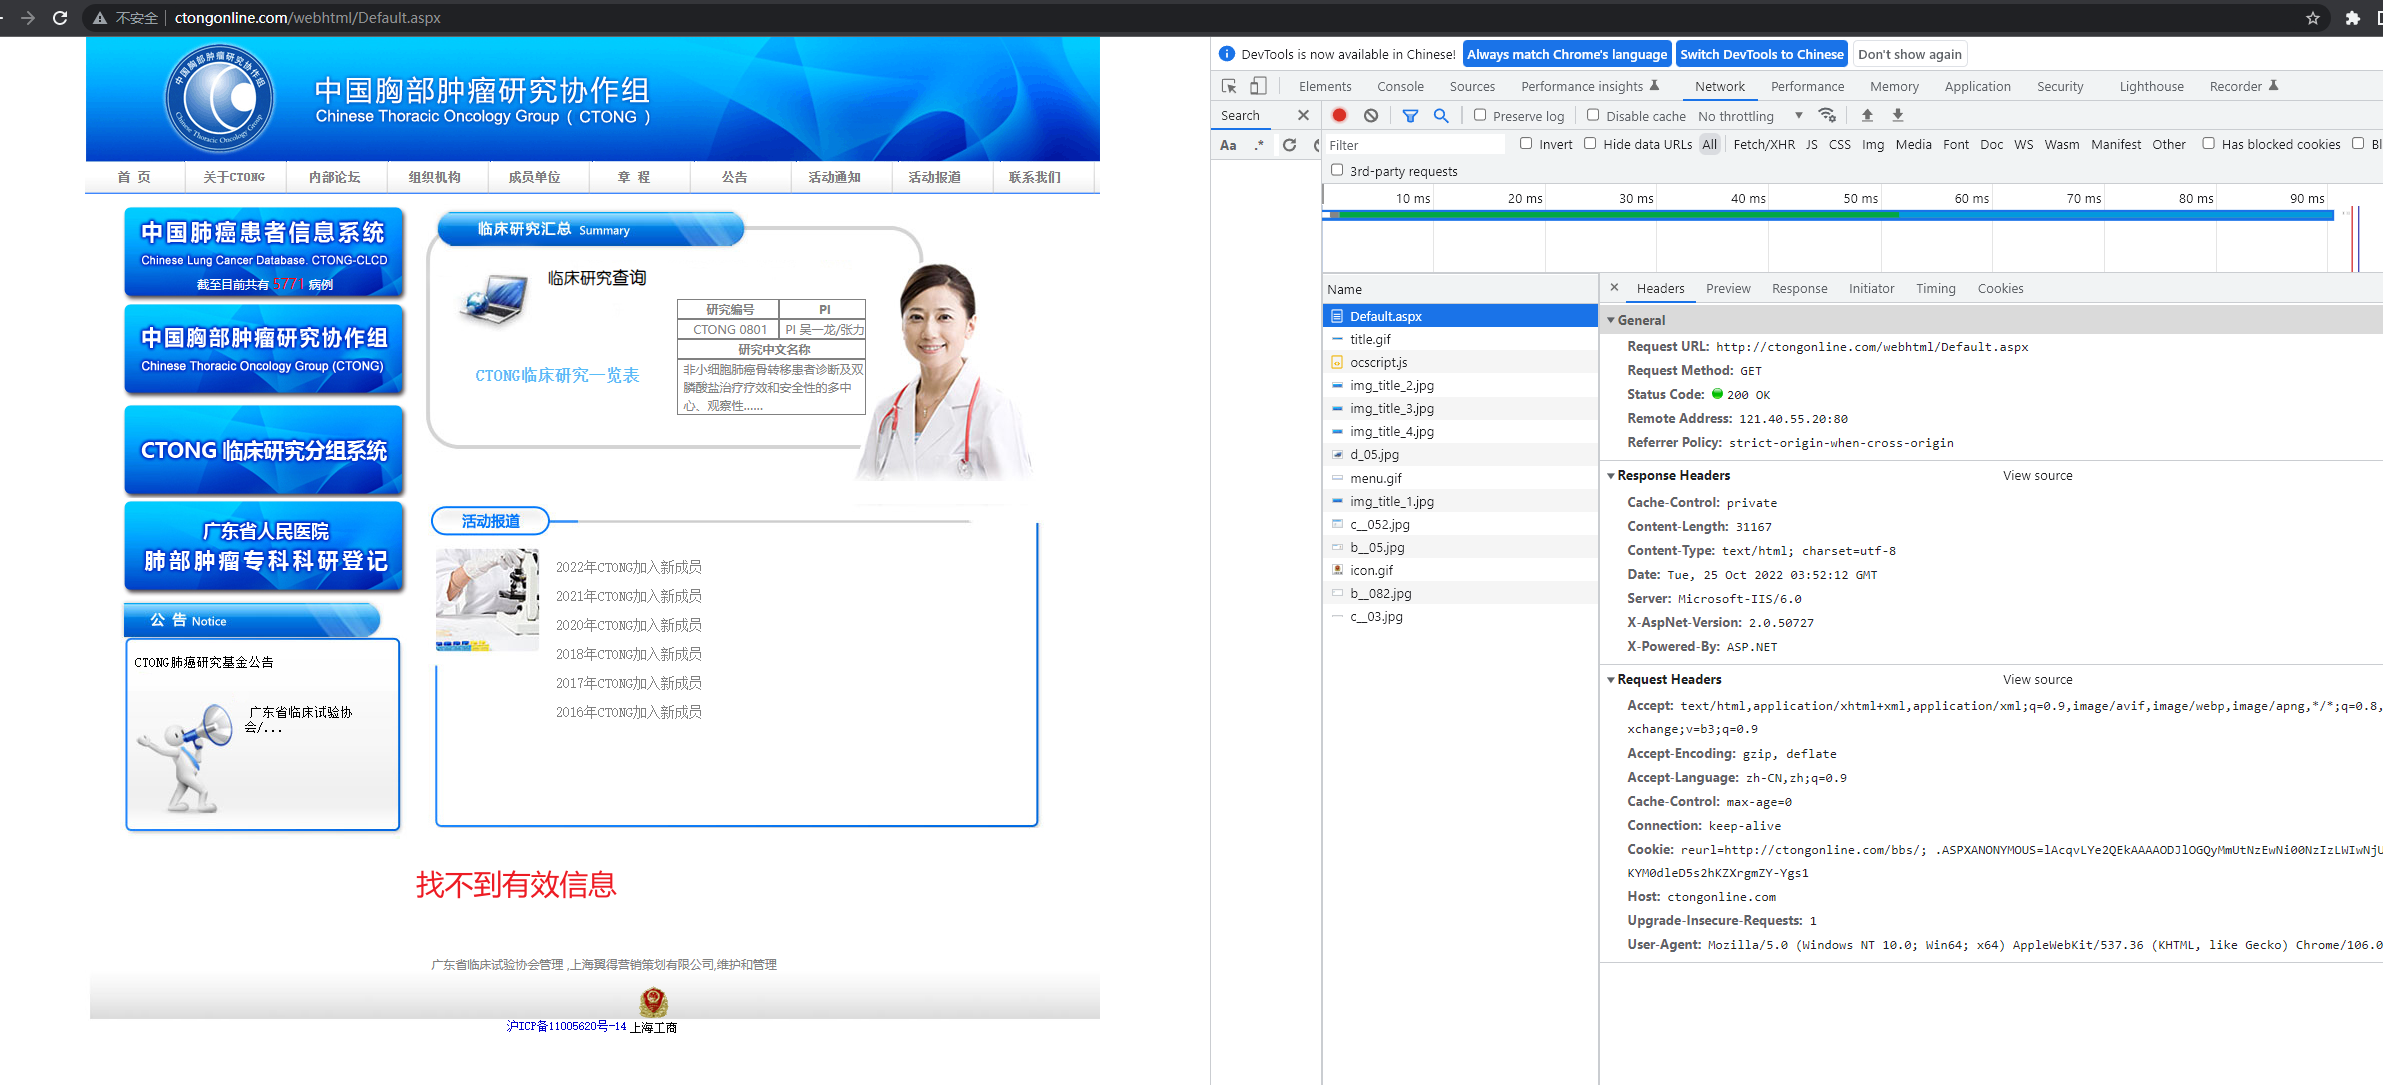 不安全 ctongonline.com/webhtml/Default.aspx
中国胸部肿瘤研究协作组
Chinese Thoracic Oncology Group
中国胸部肿瘤研究协作组
Chinese Thoracic Oncology Group ( CTONG )
首 页 关于CTONG 内部论坛 组织机构 成员单位 章 程 公告 活动通知 活动报道 联系我们
中国肺癌患者信息系统
Chinese Lung Cancer Database. CTONG-CLCD
截至目前共有 5771 病例
中国胸部肿瘤研究协作组
Chinese Thoracic Oncology Group (CTONG)
CTONG 临床研究分组系统
广东省人民医院
肺部肿瘤专科科研登记
公 告 Notice
CTONG肺癌研究基金公告
广东省临床试验协
会/...
临床研究汇总 Summary
临床研究查询
CTONG临床研究一览表
研究编号 PI
CTONG 0801 PI 吴一龙/张力
研究中文名称
非小细胞肺癌骨转移患者诊断及双
膦酸盐治疗疗效和安全性的多中
心、观察性......
活动报道
2022年CTONG加入新成员
2021年CTONG加入新成员
2020年CTONG加入新成员
2018年CTONG加入新成员
2017年CTONG加入新成员
2016年CTONG加入新成员
找不到有效信息
广东省临床试验协会管理 ,上海翼得营销策划有限公司,维护和管理
沪ICP备11005620号-14 上海工商
DevTools is now available in Chinese! Always match Chrome's language Switch DevTools to Chinese Don't show again
Elements Console Sources Performance insights Network Performance Memory Application Security Lighthouse Recorder
Search Preserve log Disable cache No throttling
Aa .* Filter Invert Hide data URLs All Fetch/XHR JS CSS Img Media Font Doc WS Wasm Manifest Other Has blocked cookies Bl
3rd-party requests
10 ms 20 ms 30 ms 40 ms 50 ms 60 ms 70 ms 80 ms 90 ms
Name
Default.aspx
title.gif
ocscript.js
img_title_2.jpg
img_title_3.jpg
img_title_4.jpg
d_05.jpg
menu.gif
img_title_1.jpg
c__052.jpg
b__05.jpg
icon.gif
b__082.jpg
c__03.jpg
Headers Preview Response Initiator Timing Cookies
General
Request URL: http://ctongonline.com/webhtml/Default.aspx
Request Method: GET
Status Code: 200 OK
Remote Address: 121.40.55.20:80
Referrer Policy: strict-origin-when-cross-origin
Response Headers View source
Cache-Control: private
Content-Length: 31167
Content-Type: text/html; charset=utf-8
Date: Tue, 25 Oct 2022 03:52:12 GMT
Server: Microsoft-IIS/6.0
X-AspNet-Version: 2.0.50727
X-Powered-By: ASP.NET
Request Headers View source
Accept: text/html,application/xhtml+xml,application/xml;q=0.9,image/avif,image/webp,image/apng,*/*;q=0.8,
xchange;v=b3;q=0.9
Accept-Encoding: gzip, deflate
Accept-Language: zh-CN,zh;q=0.9
Cache-Control: max-age=0
Connection: keep-alive
Cookie: reurl=http://ctongonline.com/bbs/; .ASPXANONYMOUS=lAcqvLYe2QEkAAAAODJlOGQyMmUtNzEwNi00NzIzLWIwNjU
KYM0dleD5s2hKZXrgmZY-Ygs1
Host: ctongonline.com
Upgrade-Insecure-Requests: 1
User-Agent: Mozilla/5.0 (Windows NT 10.0; Win64; x64) AppleWebKit/537.36 (KHTML, like Gecko) Chrome/106.0